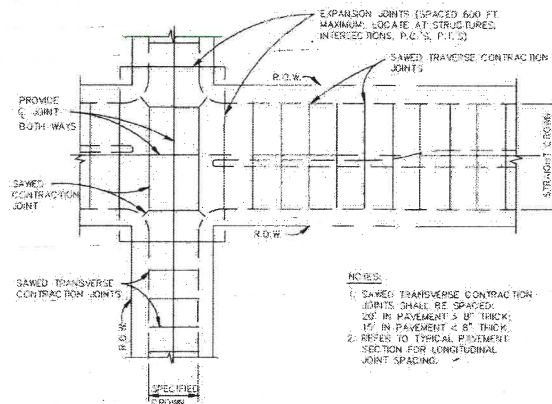 EXPANSION JOINTS (SPACED 600 FT.
MAXIMUM; LOCATE AT STRUCTURES,
INTERSECTIONS, P.C.'S, P.T.'S)
SAWED TRAVERSE CONTRACTION
JOINTS
R.O.W.
PROVIDE
℄ JOINT
BOTH WAYS
STRAIGHT CROWN
SAWED
CONTRACTION
JOINT
R.O.W.
SAWED TRANSVERSE
CONTRACTION JOINTS
R.O.W.
NOTES:
1. SAWED TRANSVERSE CONTRACTION
JOINTS SHALL BE SPACED:
20' IN PAVEMENT > 8" THICK;
15' IN PAVEMENT < 8" THICK.
2. REFER TO TYPICAL PAVEMENT
SECTION FOR LONGITUDINAL
JOINT SPACING.
SPECIFIED
CROWN